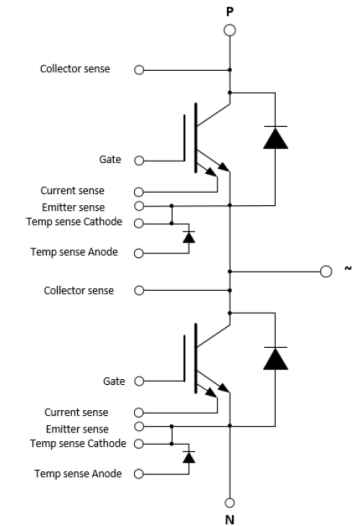 P
Collector sense
Gate
Current sense
Emitter sense
Temp sense Cathode
Temp sense Anode
~
Collector sense
Gate
Current sense
Emitter sense
Temp sense Cathode
Temp sense Anode
N